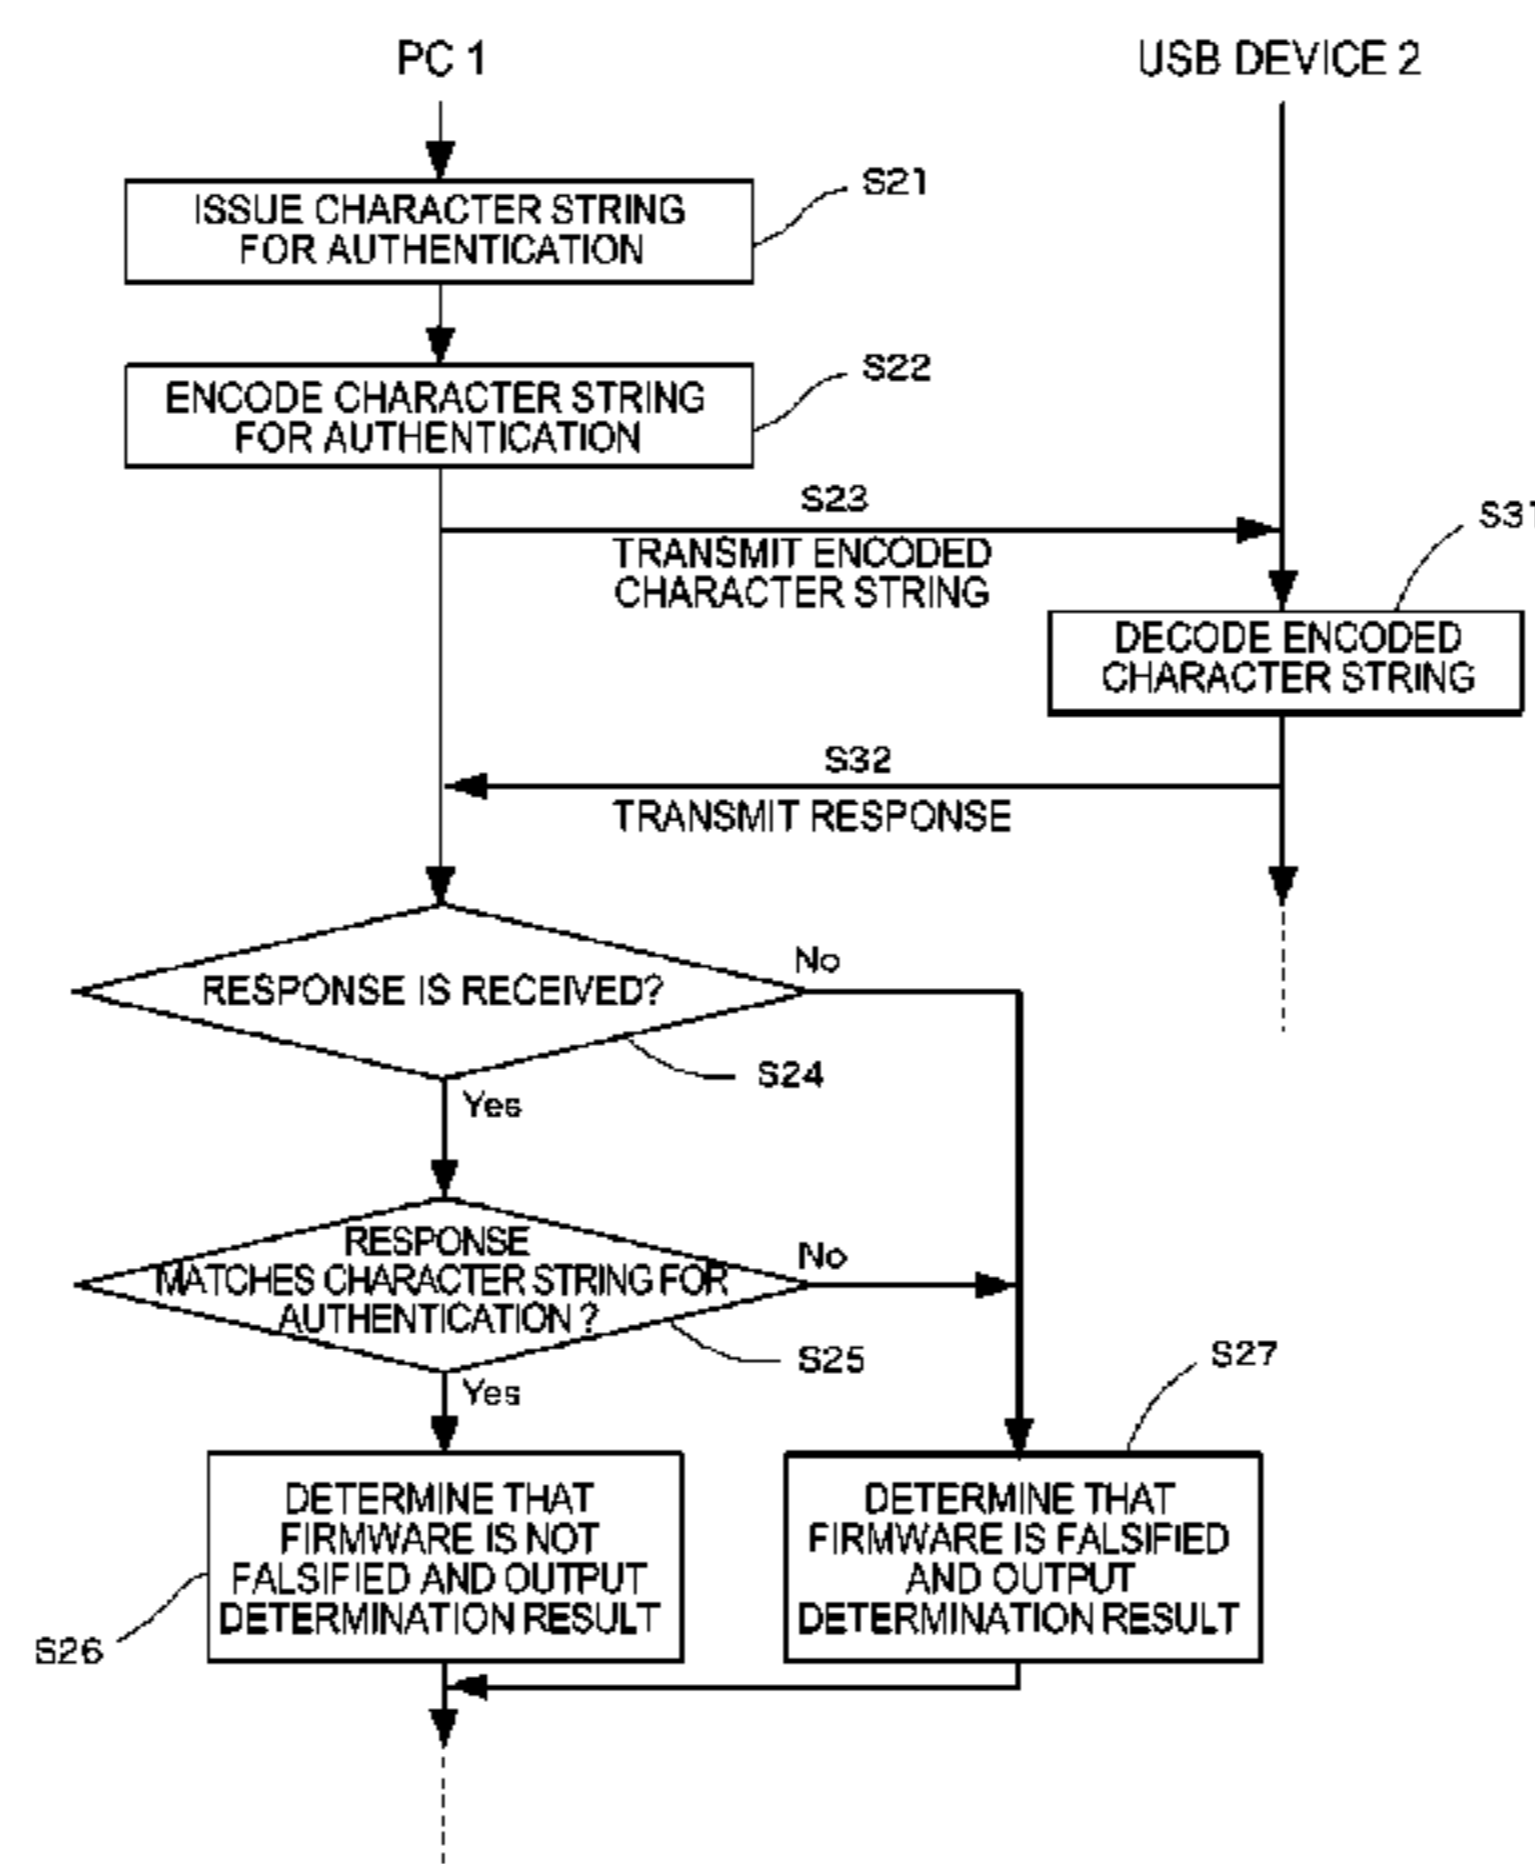 PC 1
USB DEVICE 2
ISSUE CHARACTER STRING
FOR AUTHENTICATION
S21
ENCODE CHARACTER STRING
FOR AUTHENTICATION
S22
S23
TRANSMIT ENCODED
CHARACTER STRING
S31
DECODE ENCODED
CHARACTER STRING
S32
TRANSMIT RESPONSE
RESPONSE IS RECEIVED?
No
S24
Yes
RESPONSE
MATCHES CHARACTER STRING FOR
AUTHENTICATION ?
No
S25
Yes
S27
DETERMINE THAT
FIRMWARE IS NOT
FALSIFIED AND OUTPUT
DETERMINATION RESULT
S26
DETERMINE THAT
FIRMWARE IS FALSIFIED
AND OUTPUT
DETERMINATION RESULT